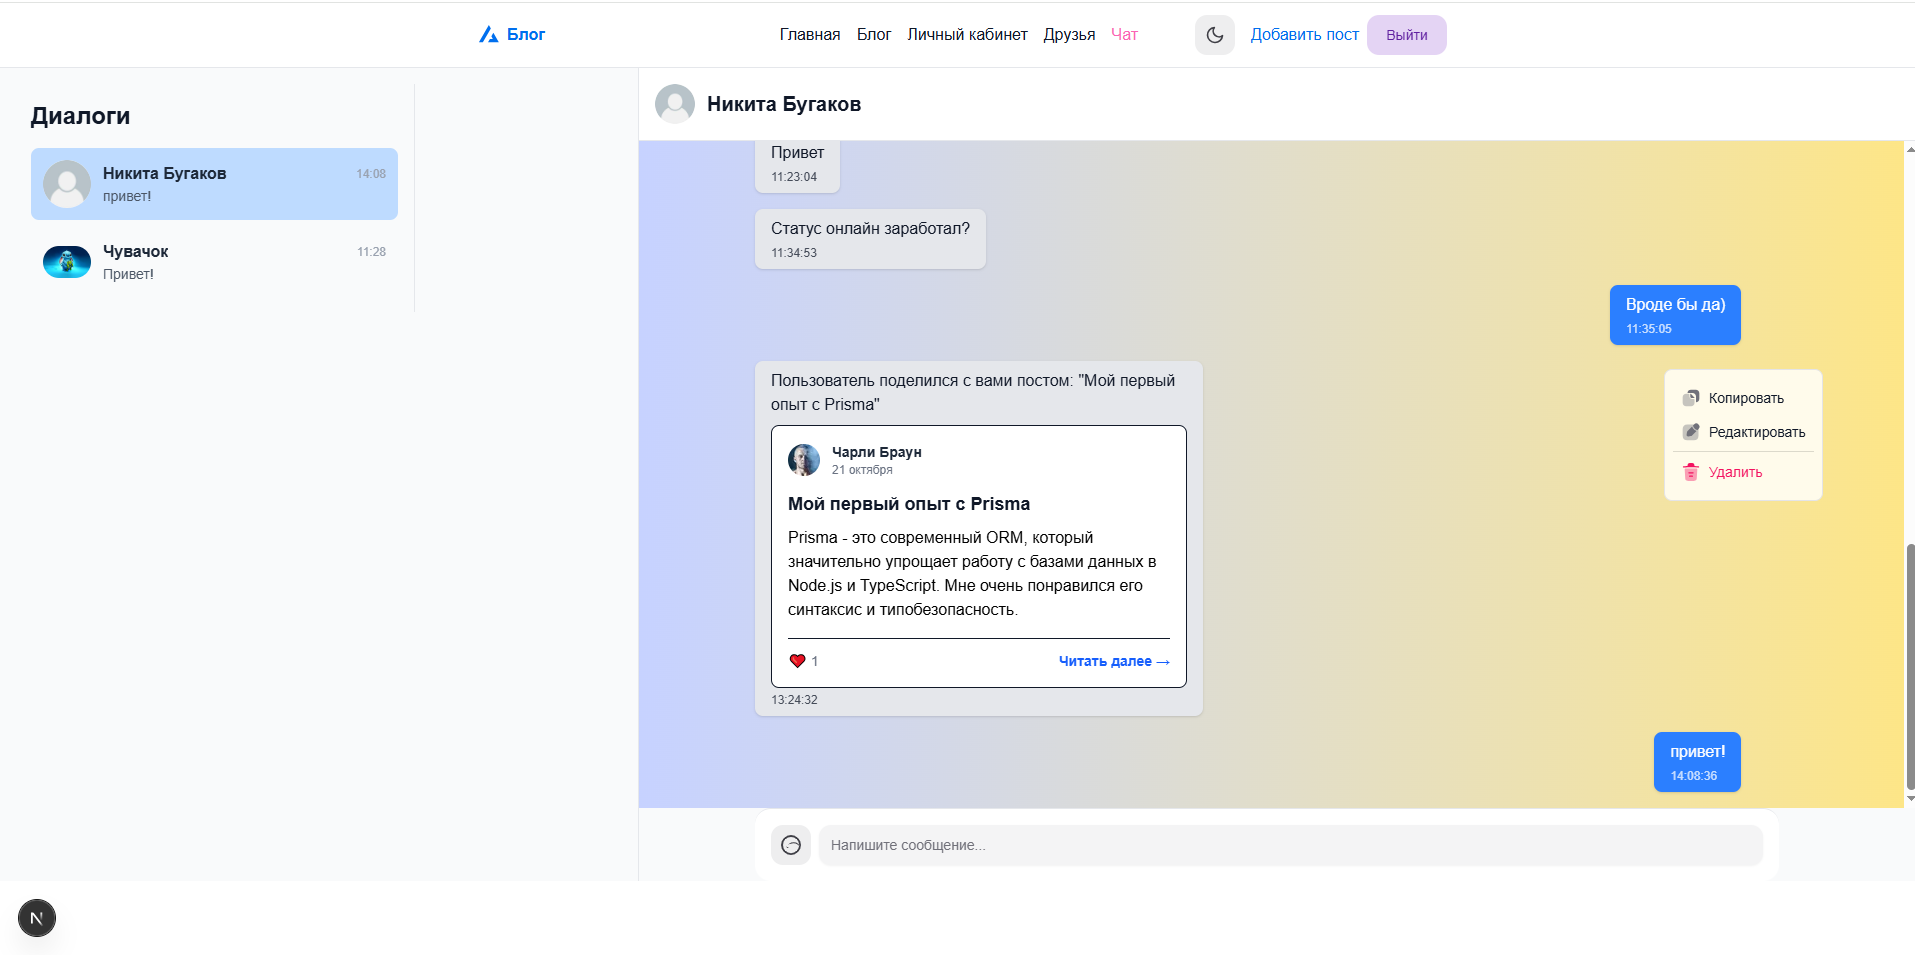 Блог
Главная Блог Личный кабинет Друзья Чат
Добавить пост Выйти
Диалоги
Никита Бугаков 14:08
привет!
Чувачок 11:28
Привет!
Никита Бугаков
Привет
11:23:04
Статус онлайн заработал?
11:34:53
Вроде бы да)
11:35:05
Пользователь поделился с вами постом: "Мой первый
опыт с Prisma"
Чарли Браун
21 октября
Мой первый опыт с Prisma
Prisma - это современный ORM, который
значительно упрощает работу с базами данных в
Node.js и TypeScript. Мне очень понравился его
синтаксис и типобезопасность.
1 Читать далее →
13:24:32
Копировать
Редактировать
Удалить
привет!
14:08:36
Напишите сообщение...
N